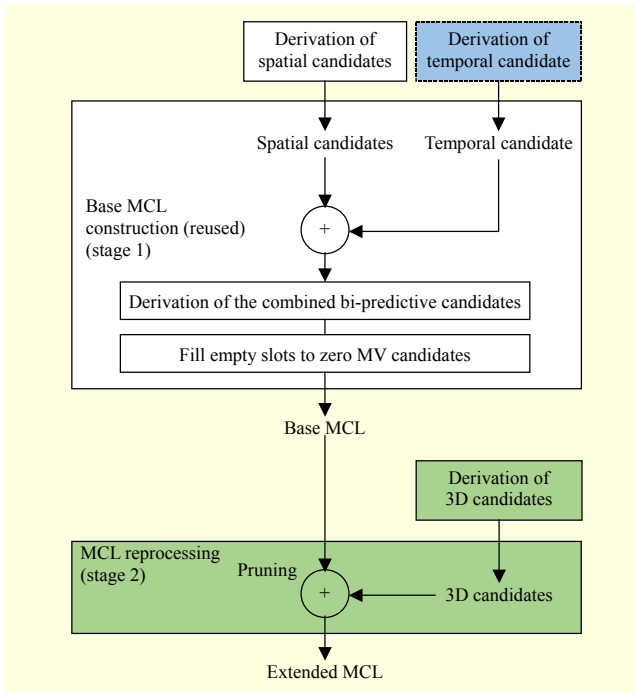 Derivation of
spatial candidates
Derivation of
temporal candidate
Spatial candidates
Temporal candidate
Base MCL
construction (reused)
(stage 1)
+
Derivation of the combined bi-predictive candidates
Fill empty slots to zero MV candidates
Base MCL
Derivation of
3D candidates
MCL reprocessing
(stage 2)
Pruning
+
3D candidates
Extended MCL